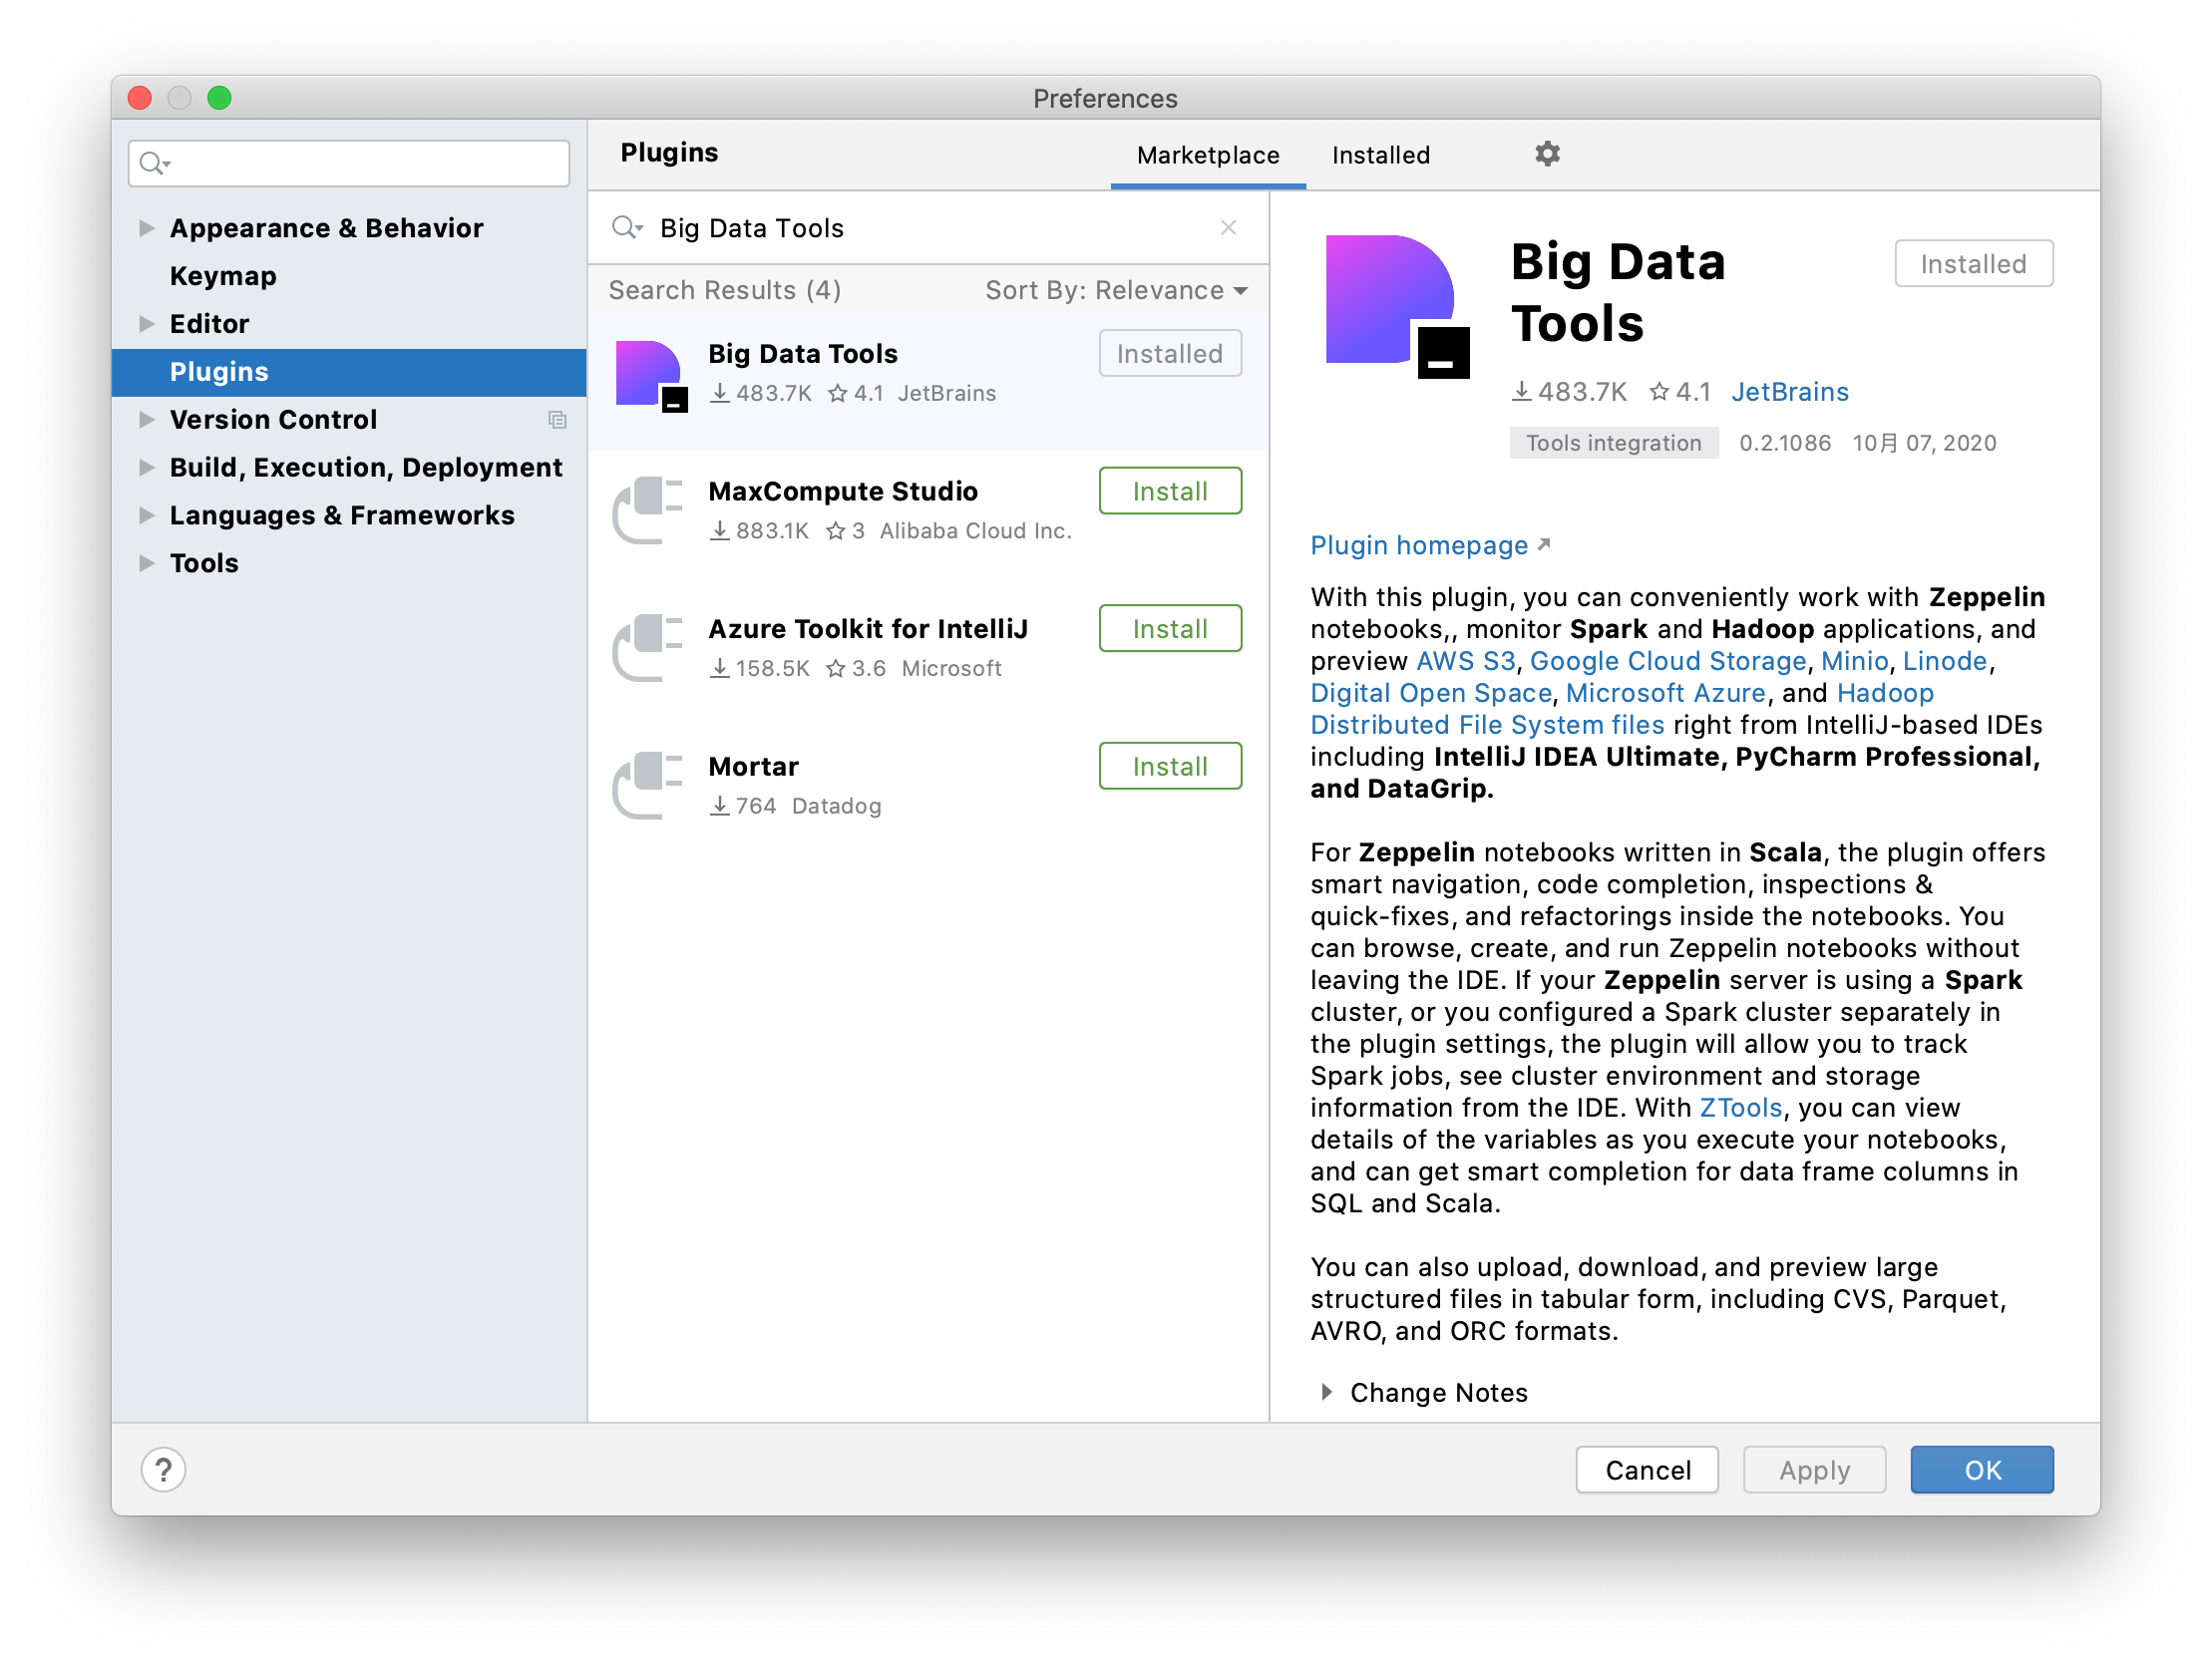 Preferences
Appearance & Behavior
Keymap
Editor
Plugins
Version Control
Build, Execution, Deployment
Languages & Frameworks
Tools
Plugins
Marketplace
Installed
Big Data Tools
Search Results (4)
Sort By: Relevance
Big Data Tools
Installed
483.7K 4.1 JetBrains
MaxCompute Studio
Install
883.1K 3 Alibaba Cloud Inc.
Azure Toolkit for IntelliJ
Install
158.5K 3.6 Microsoft
Mortar
Install
764 Datadog
Big Data
Tools
Installed
483.7K 4.1 JetBrains
Tools integration 0.2.1086 10月 07, 2020
Plugin homepage
With this plugin, you can conveniently work with Zeppelin
notebooks,, monitor Spark and Hadoop applications, and
preview AWS S3, Google Cloud Storage, Minio, Linode,
Digital Open Space, Microsoft Azure, and Hadoop
Distributed File System files right from IntelliJ-based IDEs
including IntelliJ IDEA Ultimate, PyCharm Professional,
and DataGrip.
For Zeppelin notebooks written in Scala, the plugin offers
smart navigation, code completion, inspections &
quick-fixes, and refactorings inside the notebooks. You
can browse, create, and run Zeppelin notebooks without
leaving the IDE. If your Zeppelin server is using a Spark
cluster, or you configured a Spark cluster separately in
the plugin settings, the plugin will allow you to track
Spark jobs, see cluster environment and storage
information from the IDE. With ZTools, you can view
details of the variables as you execute your notebooks,
and can get smart completion for data frame columns in
SQL and Scala.
You can also upload, download, and preview large
structured files in tabular form, including CVS, Parquet,
AVRO, and ORC formats.
Change Notes
?
Cancel
Apply
OK